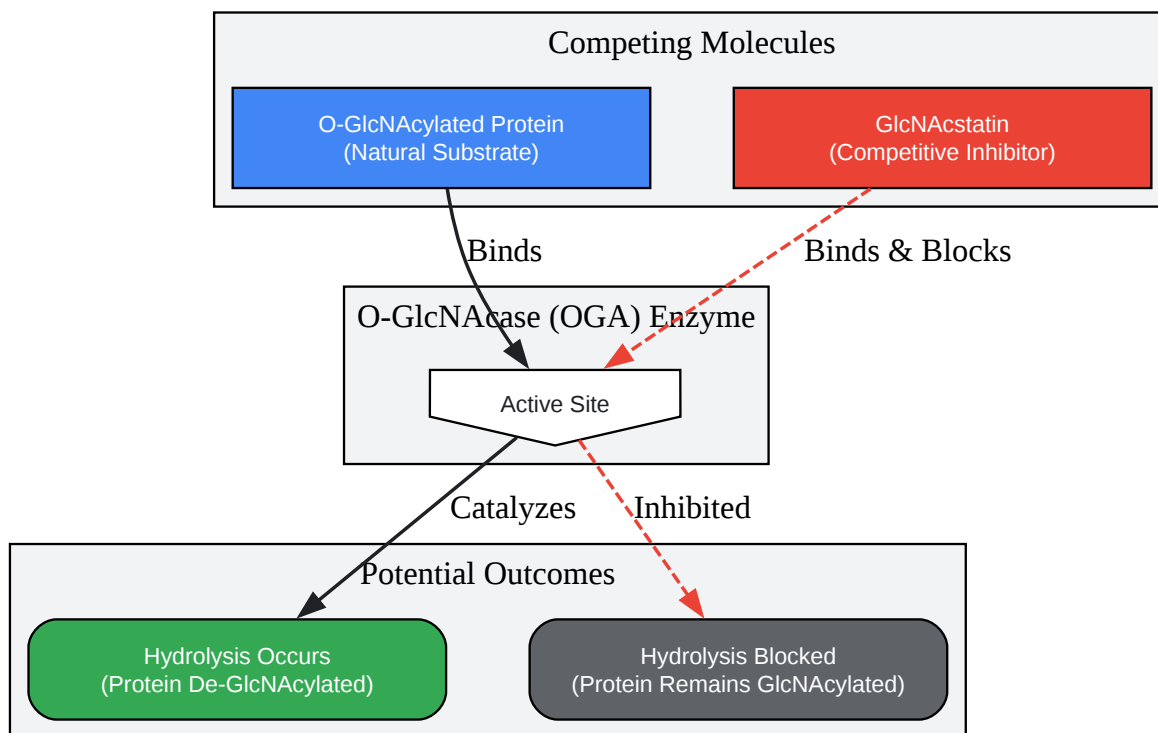 Competing Molecules
O-GlcNAcylated Protein
(Natural Substrate)
GlcNAcstatin
(Competitive Inhibitor)
Binds
Binds & Blocks
O-GlcNAcase (OGA) Enzyme
Active Site
Catalyzes
Inhibited
Potential Outcomes
Hydrolysis Occurs
(Protein De-GlcNAcylated)
Hydrolysis Blocked
(Protein Remains GlcNAcylated)